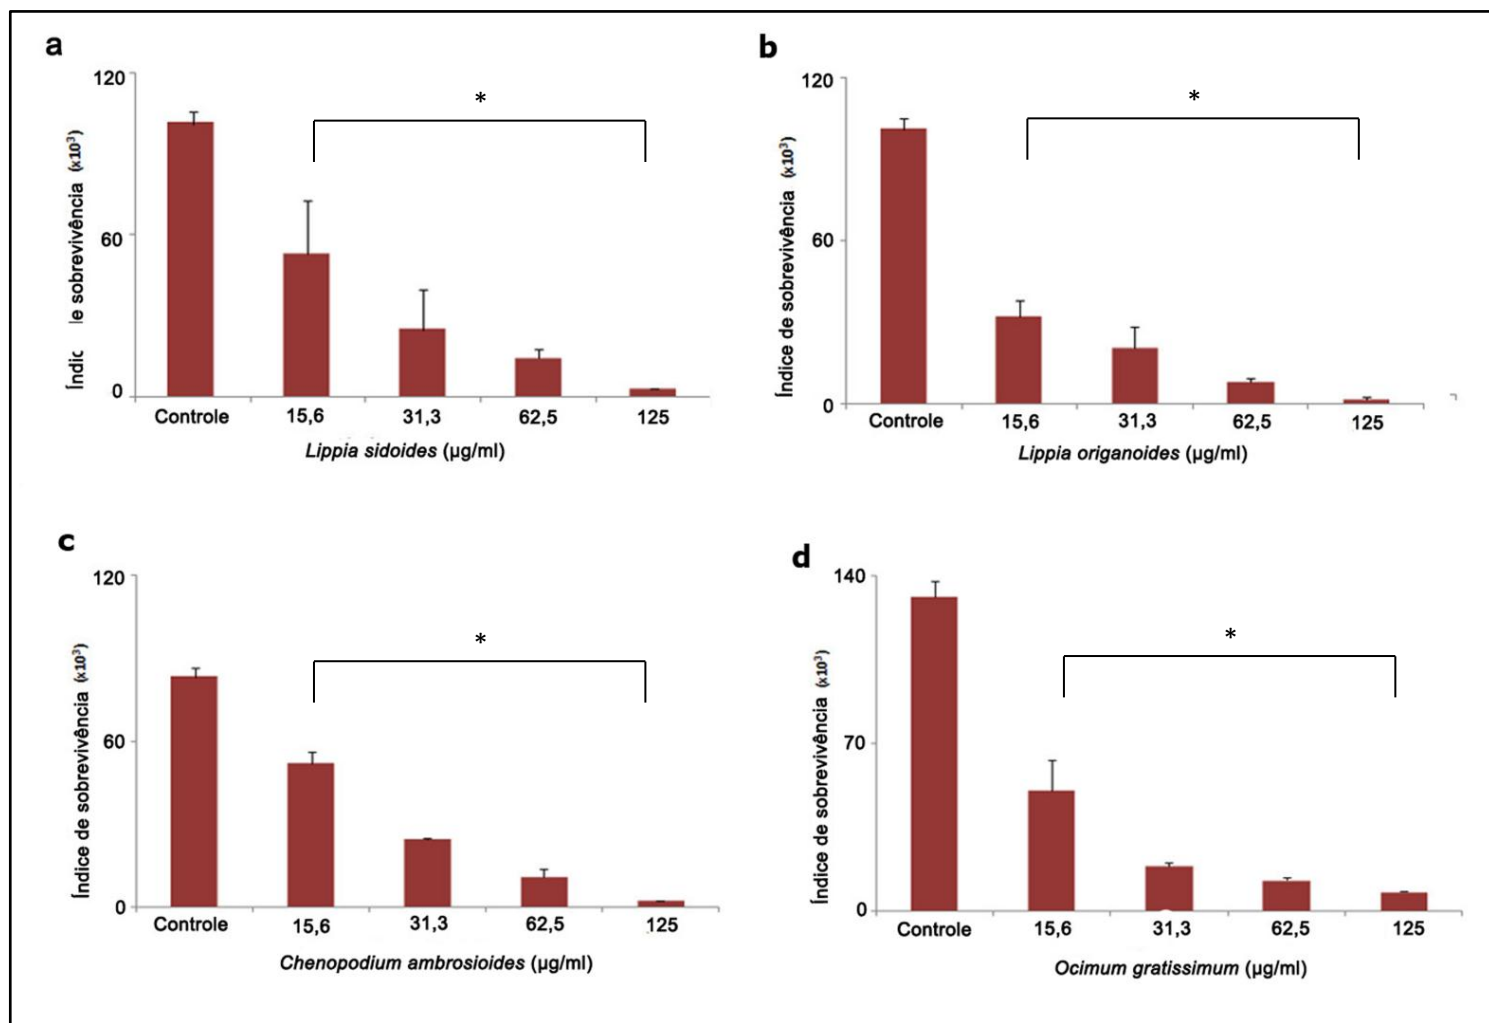 a
120
60
0
Índic le sobrevivência (x10³)
*
Controle 15,6 31,3 62,5 125
Lippia sidoides (µg/ml)
b
120
60
0
Índice de sobrevivência (x10³)
*
Controle 15,6 31,3 62,5 125
Lippia origanoides (µg/ml)
c
120
60
0
Índice de sobrevivência (x10³)
*
Controle 15,6 31,3 62,5 125
Chenopodium ambrosioides (µg/ml)
d
140
70
0
Índice de sobrevivência (x10³)
*
Controle 15,6 31,3 62,5 125
Ocimum gratissimum (µg/ml)